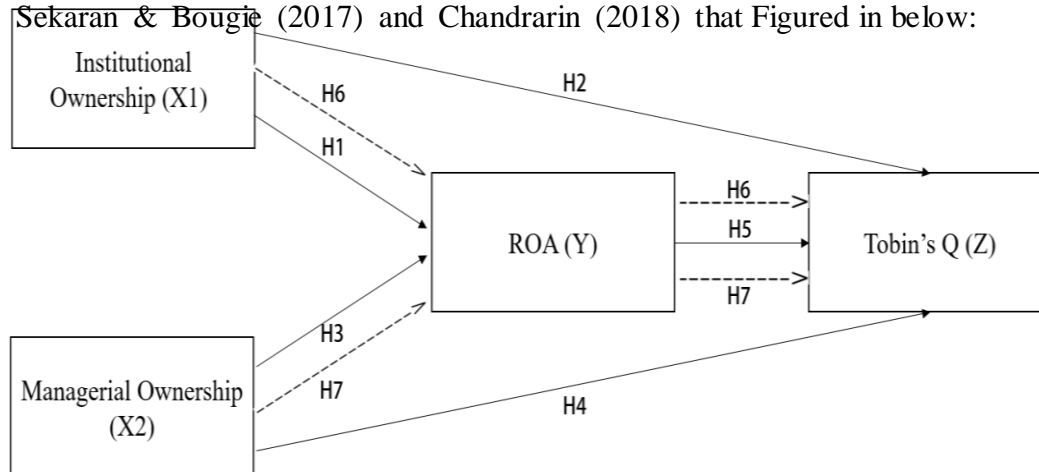 Sekaran & Bougie (2017) and Chandrarin (2018) that Figured in below:
Institutional
Ownership (X1)
H2
H6
H1
H6
ROA (Y)
H5
Tobin’s Q (Z)
H7
H3
Managerial Ownership
(X2)
H7
H4